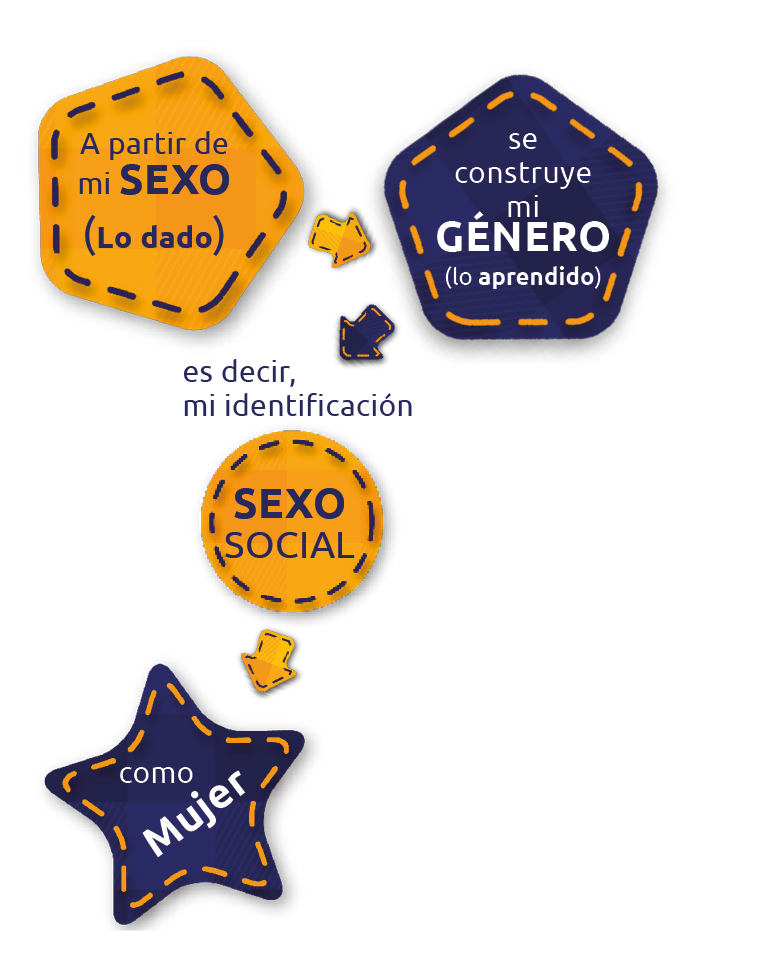 A partir de
mi SEXO
(Lo dado)
se
construye
mi
GÉNERO
(lo aprendido)
es decir,
mi identificación
SEXO
SOCIAL
como
Mujer